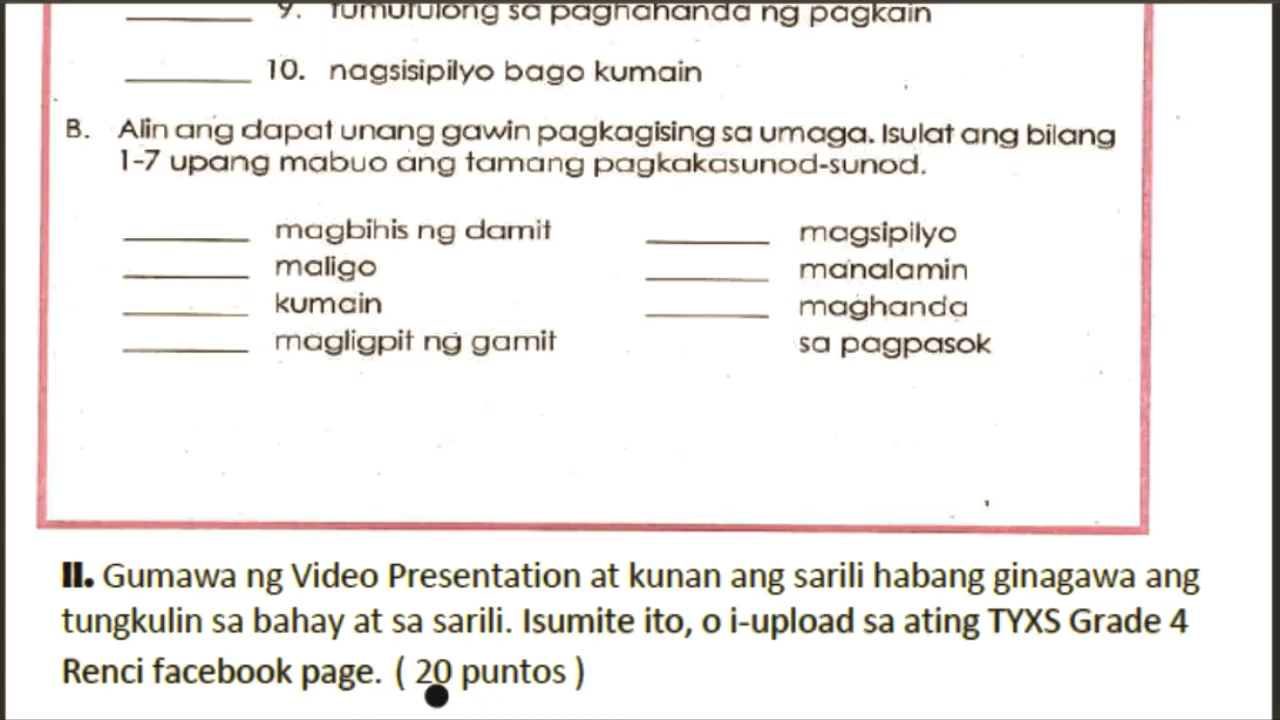 9. tumutulong sa paghahanda ng pagkain
10. nagsisipilyo bago kumain
B. Alin ang dapat unang gawin pagkagising sa umaga. Isulat ang bilang
1-7 upang mabuo ang tamang pagkakasunod-sunod.
magbihis ng damit
maligo
kumain
magligpit ng gamit
magsipilyo
manalamin
maghanda
sa pagpasok
II. Gumawa ng Video Presentation at kunan ang sarili habang ginagawa ang
tungkulin sa bahay at sa sarili. Isumite ito, o i-upload sa ating TYXS Grade 4
Renci facebook page. ( 20 puntos )